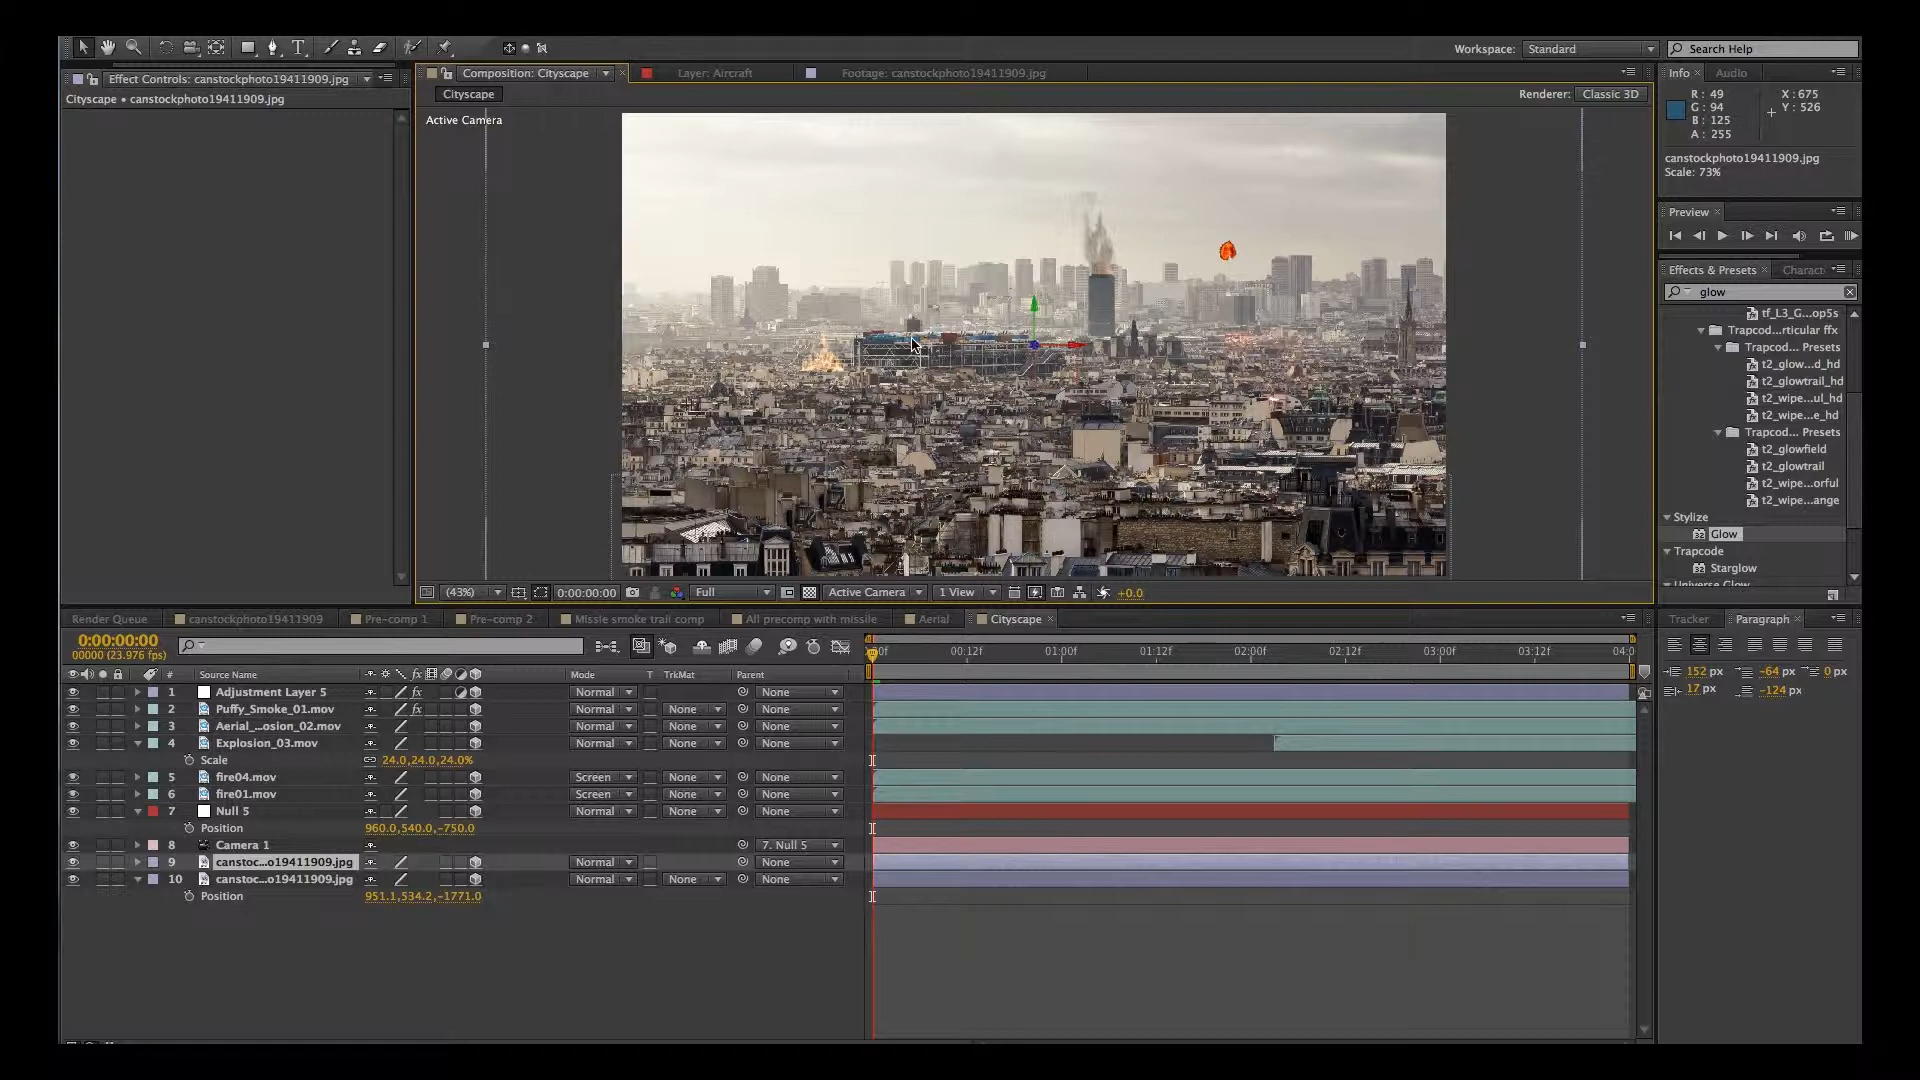 Workspace: Standard
Search Help
Effect Controls: canstockphoto19411909.jpg
Cityscape • canstockphoto19411909.jpg
Composition: Cityscape
Layer: Aircraft
Footage: canstockphoto19411909.jpg
Cityscape
Renderer: Classic 3D
Active Camera
Info
Audio
R: 49
G: 94
B: 125
A: 255
X: 675
Y: 526
canstockphoto19411909.jpg
Scale: 73%
Preview
Effects & Presets
Charact
glow
tf_L3_G...op5s
Trapcod...rticular ffx
Trapcod... Presets
t2_glow...d_hd
t2_glowtrail_hd
t2_wipe...ul_hd
t2_wipe...e_hd
Trapcod... Presets
t2_glowfield
t2_glowtrail
t2_wipe...orful
t2_wipe...ange
Stylize
Glow
Trapcode
Starglow
Universe Glow
(43%)
0:00:00:00
Full
Active Camera
1 View
+0.0
Render Queue
canstockphoto19411909
Pre-comp 1
Pre-comp 2
Missle smoke trail comp
All precomp with missile
Aerial
Cityscape
Tracker
Paragraph
0:00:00:00
00000 (23.976 fps)
:00f
00:12f
01:00f
01:12f
02:00f
02:12f
03:00f
03:12f
04:0
152 px
-64 px
0 px
17 px
-124 px
#
Source Name
fx
Mode
T
TrkMat
Parent
1 Adjustment Layer 5 fx Normal None
2 Puffy_Smoke_01.mov fx Normal None None
3 Aerial_...osion_02.mov Normal None None
4 Explosion_03.mov Normal None None
Scale 24.0,24.0,24.0%
5 fire04.mov Screen None None
6 fire01.mov Screen None None
7 Null 5 Normal None None
Position 960.0,540.0,-750.0
8 Camera 1 7. Null 5
9 canstoc...o19411909.jpg Normal None
10 canstoc...o19411909.jpg Normal None None
Position 951.1,534.2,-1771.0